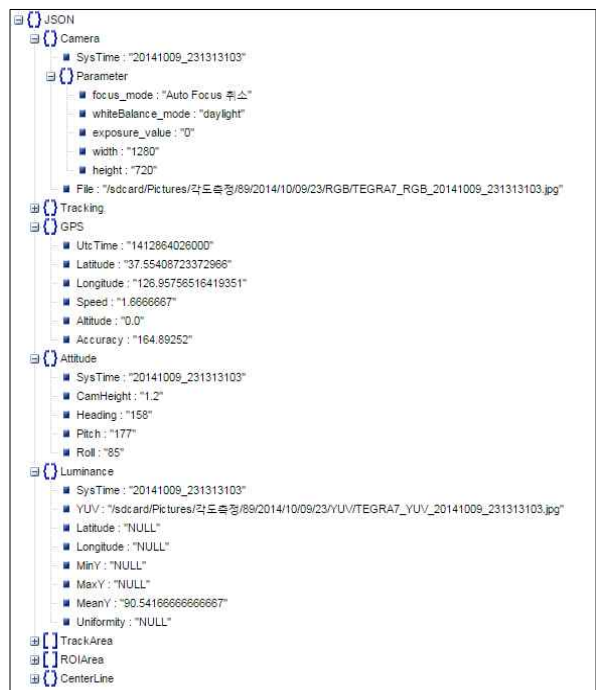 JSON
Camera
SysTime : "20141009_231313103"
Parameter
focus_mode : "Auto Focus 취소"
whiteBalance_mode : "daylight"
exposure_value : "0"
width : "1280"
height : "720"
File : "/sdcard/Pictures/각도측정/89/2014/10/09/23/RGB/TEGRA7_RGB_20141009_231313103.jpg"
Tracking
GPS
UtcTime : "1412864026000"
Latitude : "37.55408723372966"
Longitude : "126.95756516419351"
Speed : "1.6666667"
Altitude : "0.0"
Accuracy : "164.89252"
Attitude
SysTime : "20141009_231313103"
CamHeight : "1.2"
Heading : "158"
Pitch : "177"
Roll : "85"
Luminance
SysTime : "20141009_231313103"
YUV : "/sdcard/Pictures/각도측정/89/2014/10/09/23/YUV/TEGRA7_YUV_20141009_231313103.jpg"
Latitude : "NULL"
Longitude : "NULL"
MinY : "NULL"
MaxY : "NULL"
MeanY : "90.54166666666667"
Uniformity : "NULL"
TrackArea
ROIArea
CenterLine